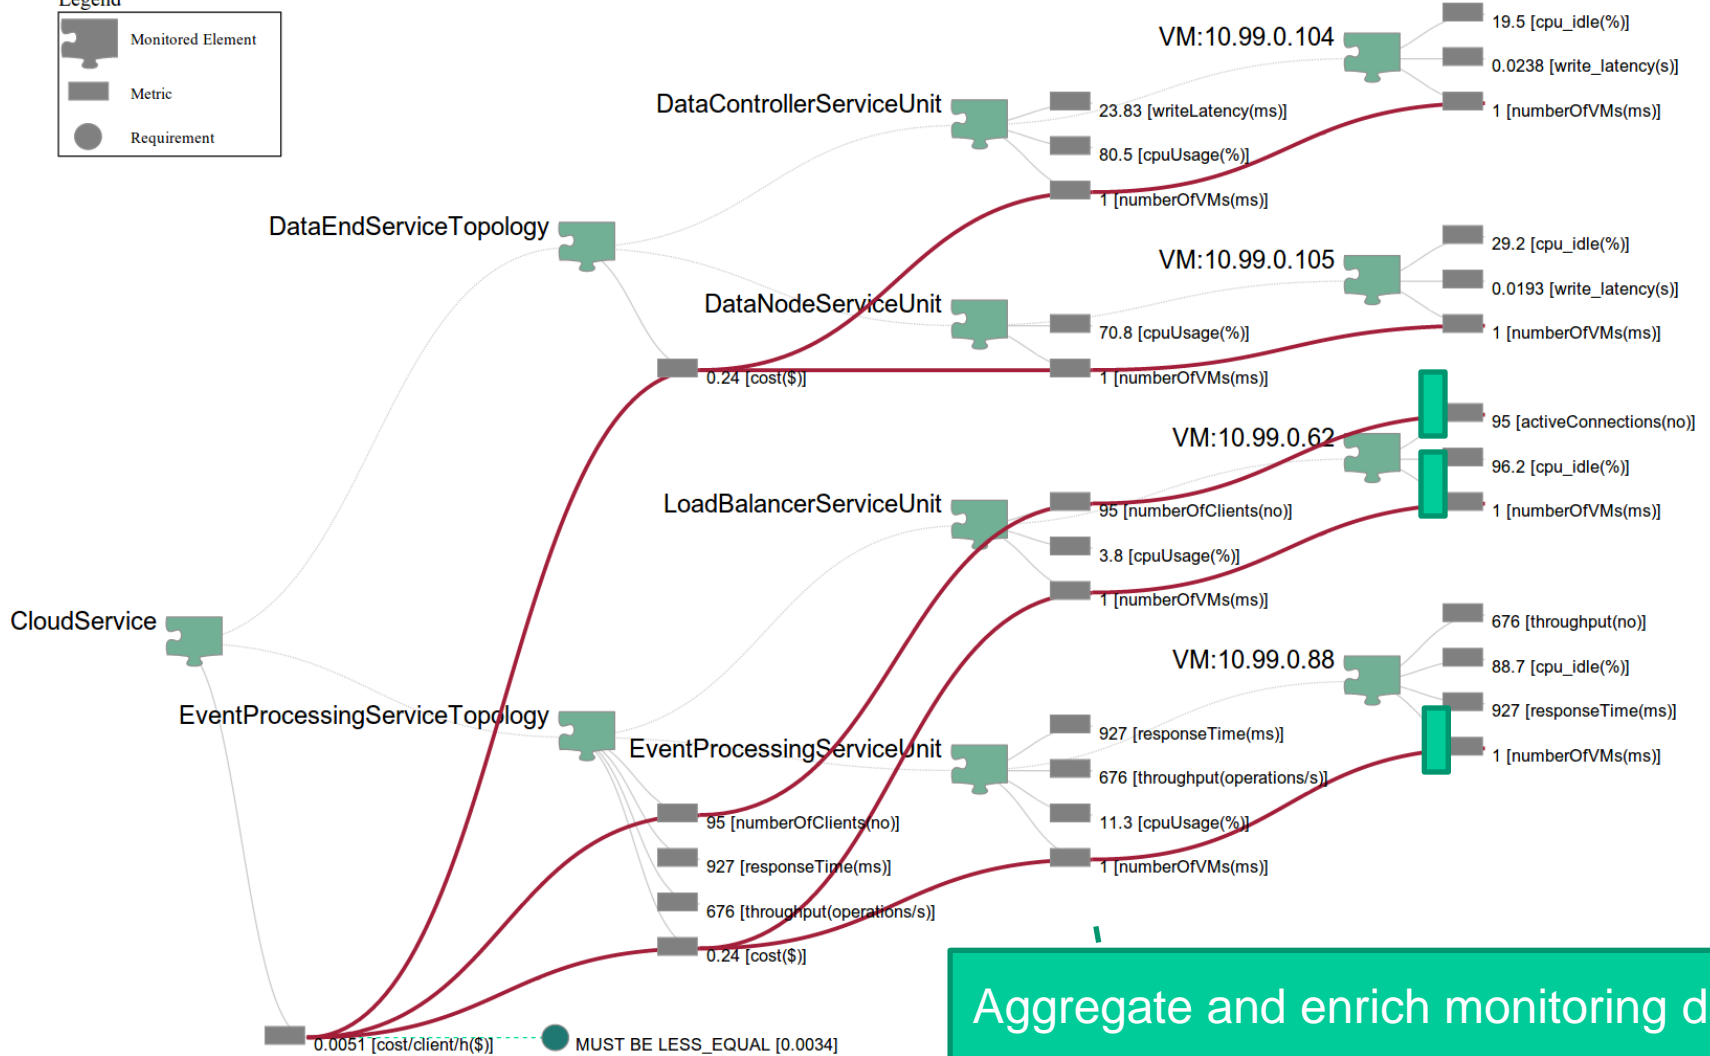 Legend
Monitored Element
Metric
Requirement
VM:10.99.0.104
19.5 [cpu_idle(%)]
0.0238 [write_latency(s)]
1 [numberOfVMs(ms)]
DataControllerServiceUnit
23.83 [writeLatency(ms)]
80.5 [cpuUsage(%)]
1 [numberOfVMs(ms)]
DataEndServiceTopology
0.24 [cost($)]
VM:10.99.0.105
29.2 [cpu_idle(%)]
0.0193 [write_latency(s)]
1 [numberOfVMs(ms)]
DataNodeServiceUnit
70.8 [cpuUsage(%)]
1 [numberOfVMs(ms)]
VM:10.99.0.62
95 [activeConnections(no)]
96.2 [cpu_idle(%)]
1 [numberOfVMs(ms)]
LoadBalancerServiceUnit
95 [numberOfClients(no)]
3.8 [cpuUsage(%)]
1 [numberOfVMs(ms)]
CloudService
VM:10.99.0.88
676 [throughput(no)]
88.7 [cpu_idle(%)]
927 [responseTime(ms)]
1 [numberOfVMs(ms)]
EventProcessingServiceTopology
EventProcessingServiceUnit
927 [responseTime(ms)]
676 [throughput(operations/s)]
11.3 [cpuUsage(%)]
1 [numberOfVMs(ms)]
95 [numberOfClients(no)]
927 [responseTime(ms)]
676 [throughput(operations/s)]
0.24 [cost($)]
0.0051 [cost/client/h($)]
MUST BE LESS_EQUAL [0.0034]
Aggregate and enrich monitoring d